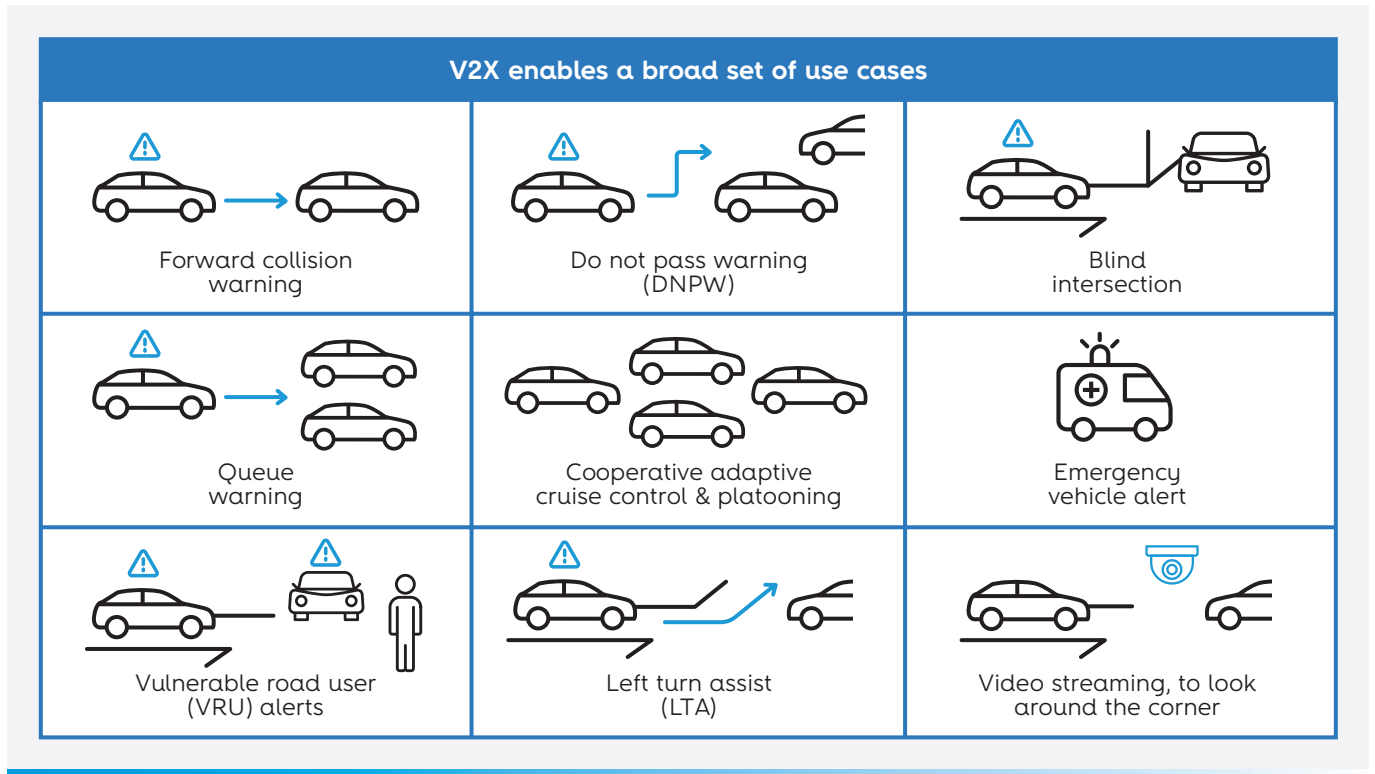 V2X enables a broad set of use cases
Forward collision
warning
Do not pass warning
(DNPW)
Blind
intersection
Queue
warning
Cooperative adaptive
cruise control & platooning
Emergency
vehicle alert
Vulnerable road user
(VRU) alerts
Left turn assist
(LTA)
Video streaming, to look
around the corner